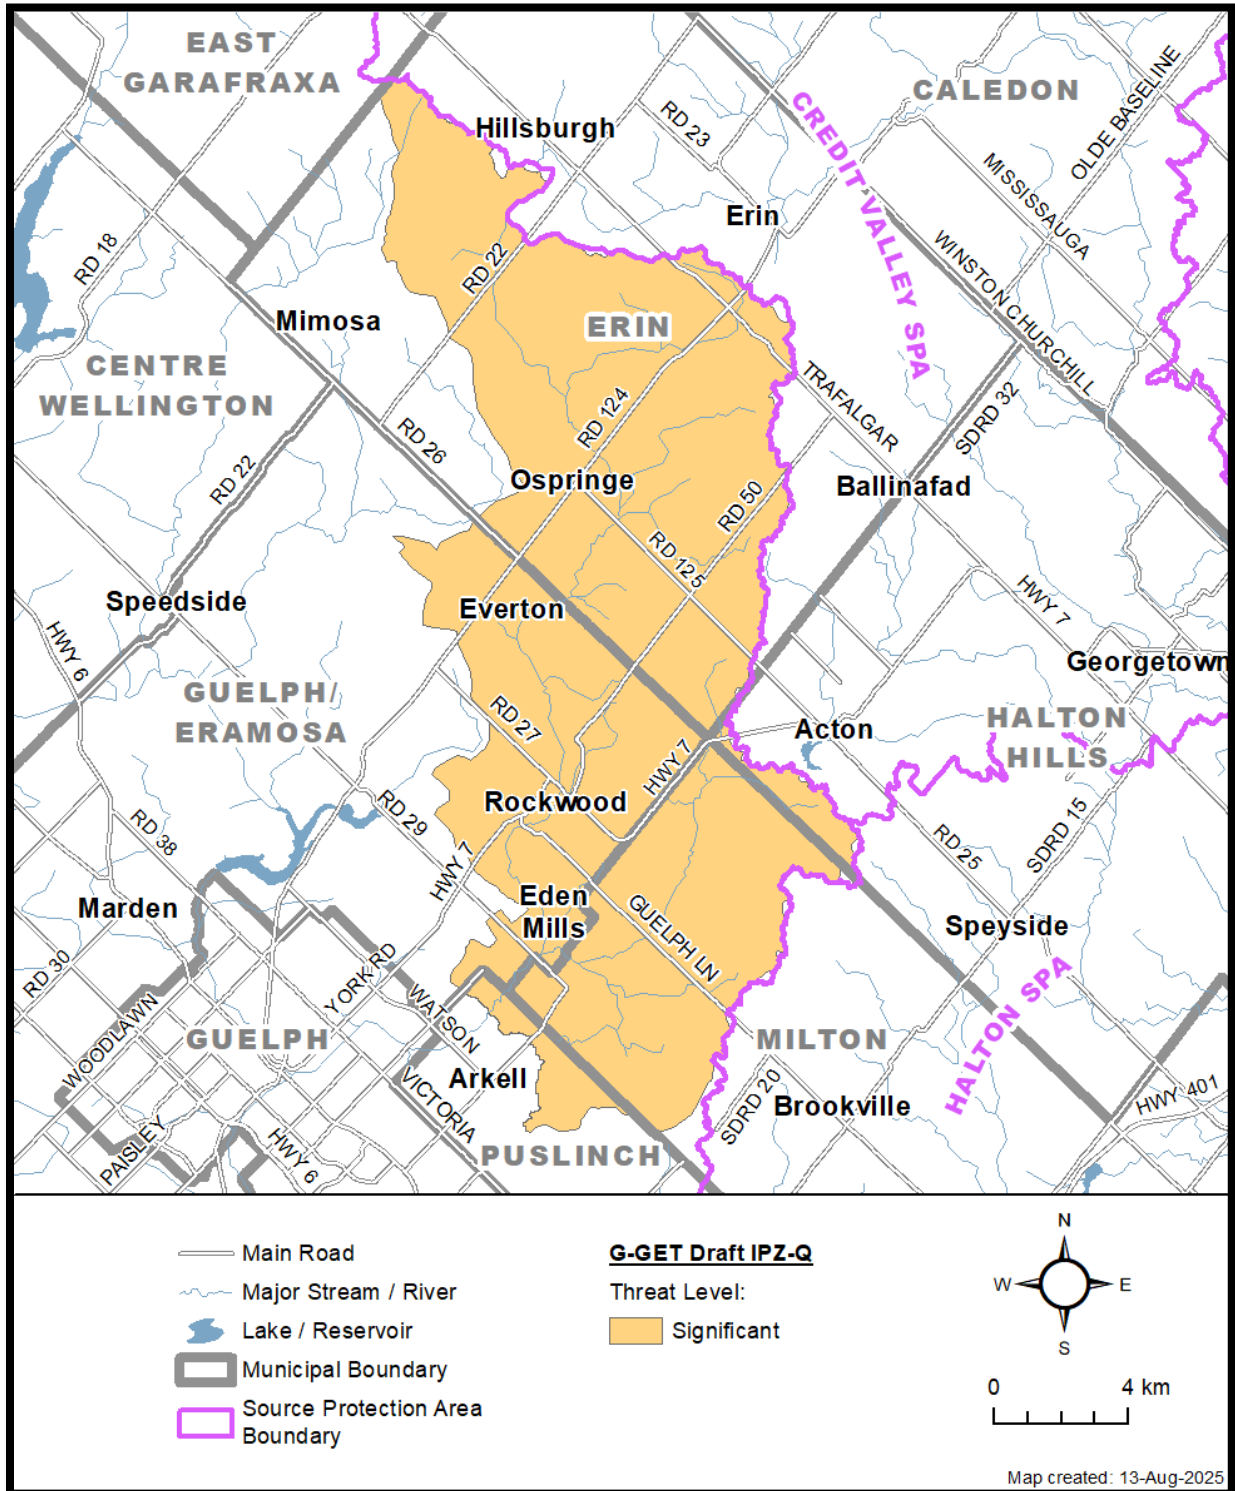 EAST
GARAFRAXA
CALEDON
OLDE BASELINE
Hillsburgh
RD 23
CREDIT VALLEY SPA
MISSISSAUGA
Erin
RD 18
RD 22
WINSTON CHURCHILL
Mimosa
ERIN
CENTRE
WELLINGTON
TRAFALGAR
RD 124
SDRD 32
RD 26
RD 22
Ospringe
Ballinafad
RD 50
RD 125
Speedside
Everton
HWY 7
HWY 6
Georgetown
GUELPH/
ERAMOSA
RD 27
HALTON
HILLS
Acton
HWY 7
Rockwood
RD 29
RD 38
RD 25
SDRD 15
HWY 7
Eden
Mills
Marden
GUELPH LN
Speyside
RD 30
YORK RD
HALTON SPA
WOODLAWN
WATSON
GUELPH
MILTON
Arkell
VICTORIA
SDRD 20
Brookville
HWY 401
PAISLEY
HWY 6
PUSLINCH
Main Road
Major Stream / River
Lake / Reservoir
Municipal Boundary
Source Protection Area
Boundary
G-GET Draft IPZ-Q
Threat Level:
Significant
N
W
E
S
0
4 km
Map created: 13-Aug-2025